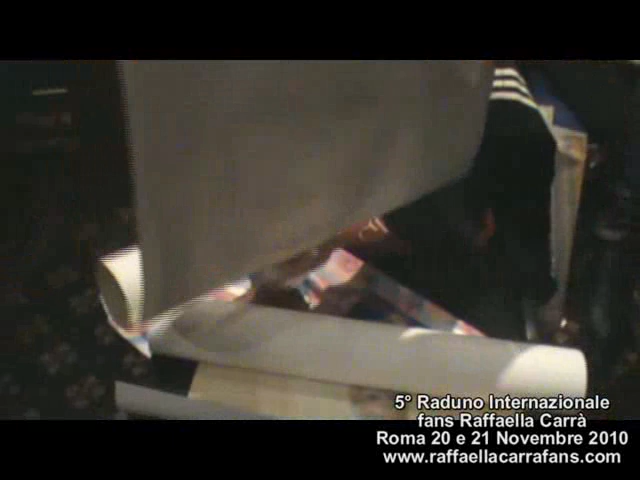 5° Raduno Internazionale
fans Raffaella Carrà
Roma 20 e 21 Novembre 2010
www.raffaellacarrafans.com